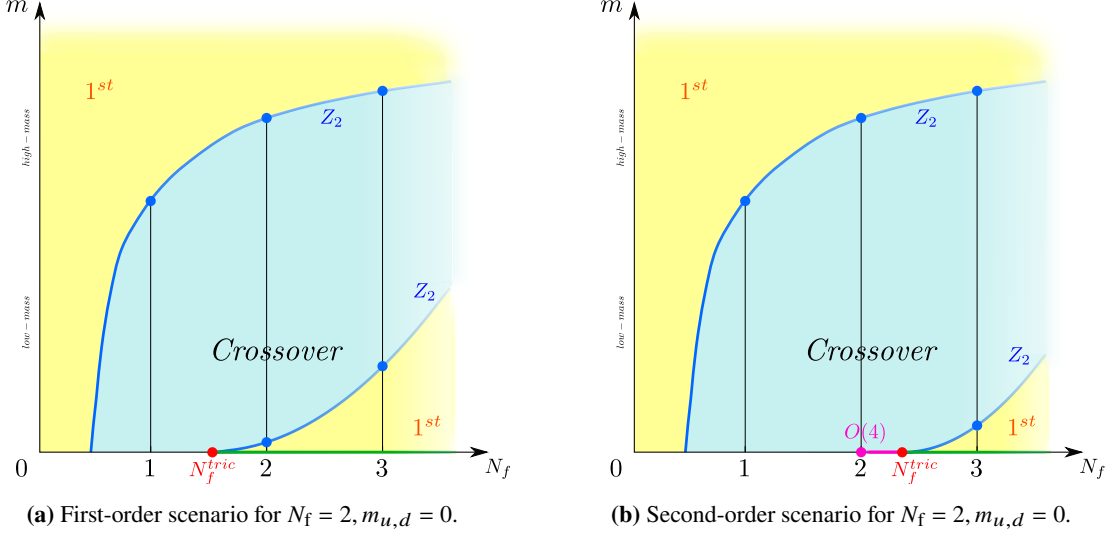 m
1^{st}
Z_2
high – mass
Z_2
low – mass
Crossover
1^{st}
0
1
N_f^{tric}
2
3
N_f
(a) First-order scenario for N_f = 2, m_{u,d} = 0.
m
1^{st}
Z_2
high – mass
Z_2
low – mass
Crossover
1^{st}
O(4)
0
1
2
N_f^{tric}
3
N_f
(b) Second-order scenario for N_f = 2, m_{u,d} = 0.